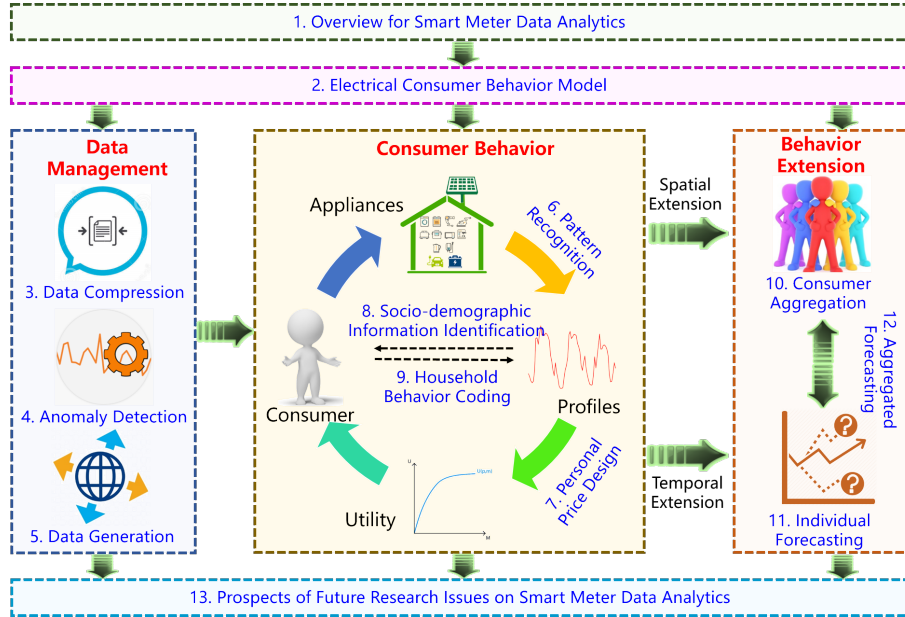 1. Overview for Smart Meter Data Analytics
2. Electrical Consumer Behavior Model
Data
Management
3. Data Compression
4. Anomaly Detection
5. Data Generation
Consumer Behavior
Appliances
6. Pattern
Recognition
8. Socio-demographic
Information Identification
9. Household
Behavior Coding
Consumer
Profiles
7. Personal
Price Design
Utility
U
U(p,m)
M
Spatial
Extension
Temporal
Extension
Behavior
Extension
10. Consumer
Aggregation
12. Aggregated
Forecasting
?
?
11. Individual
Forecasting
13. Prospects of Future Research Issues on Smart Meter Data Analytics